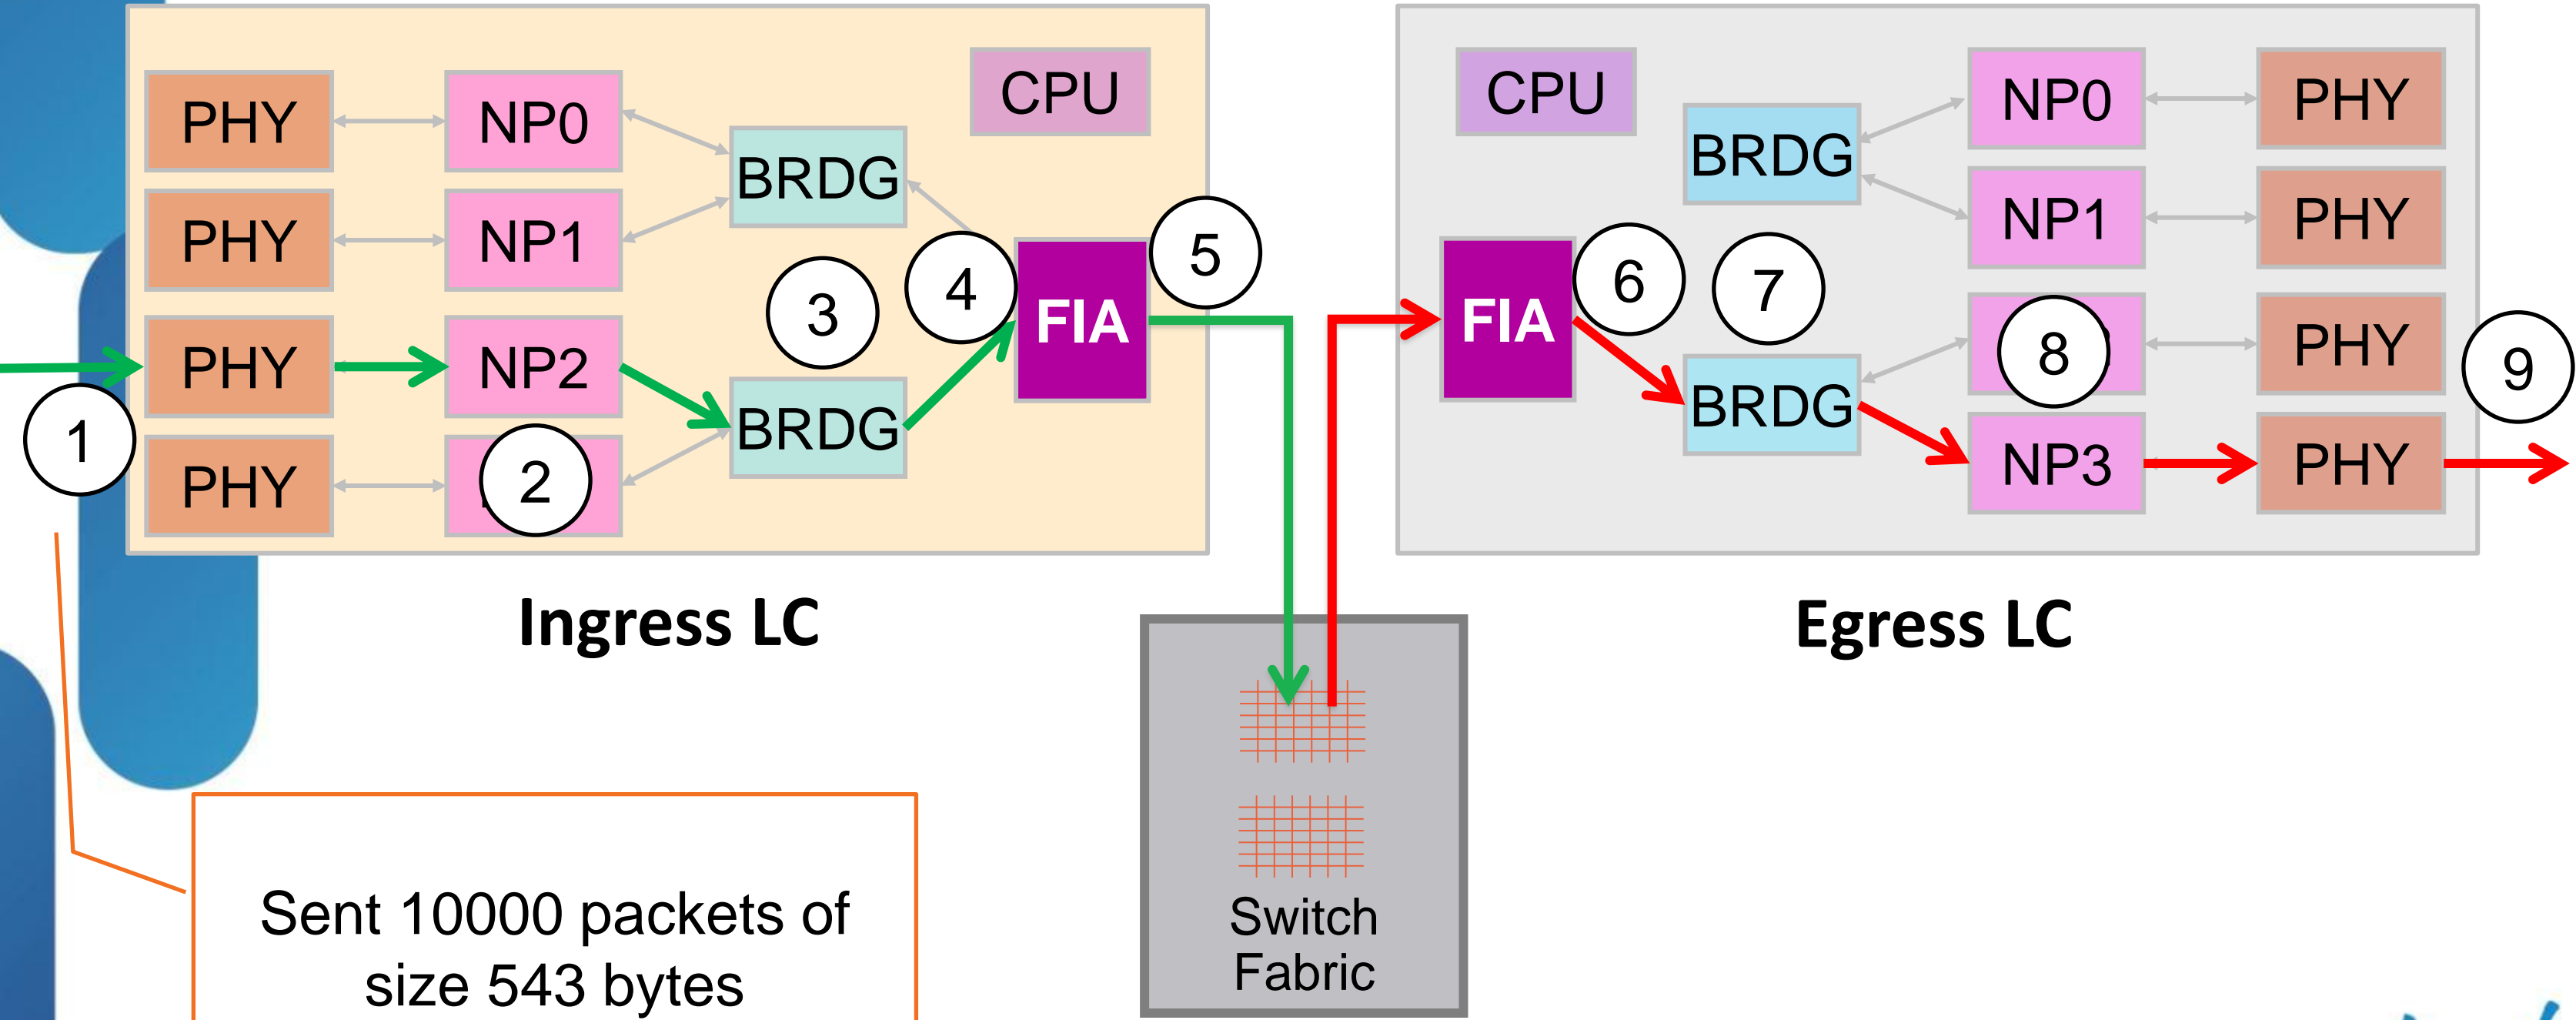 CPU
PHY
NP0
BRDG
PHY
NP1
3
4
FIA
5
PHY
NP2
BRDG
1
PHY
2
Ingress LC
CPU
NP0
PHY
BRDG
NP1
PHY
FIA
6
7
8
PHY
9
BRDG
NP3
PHY
Egress LC
Switch
Fabric
Sent 10000 packets of
size 543 bytes